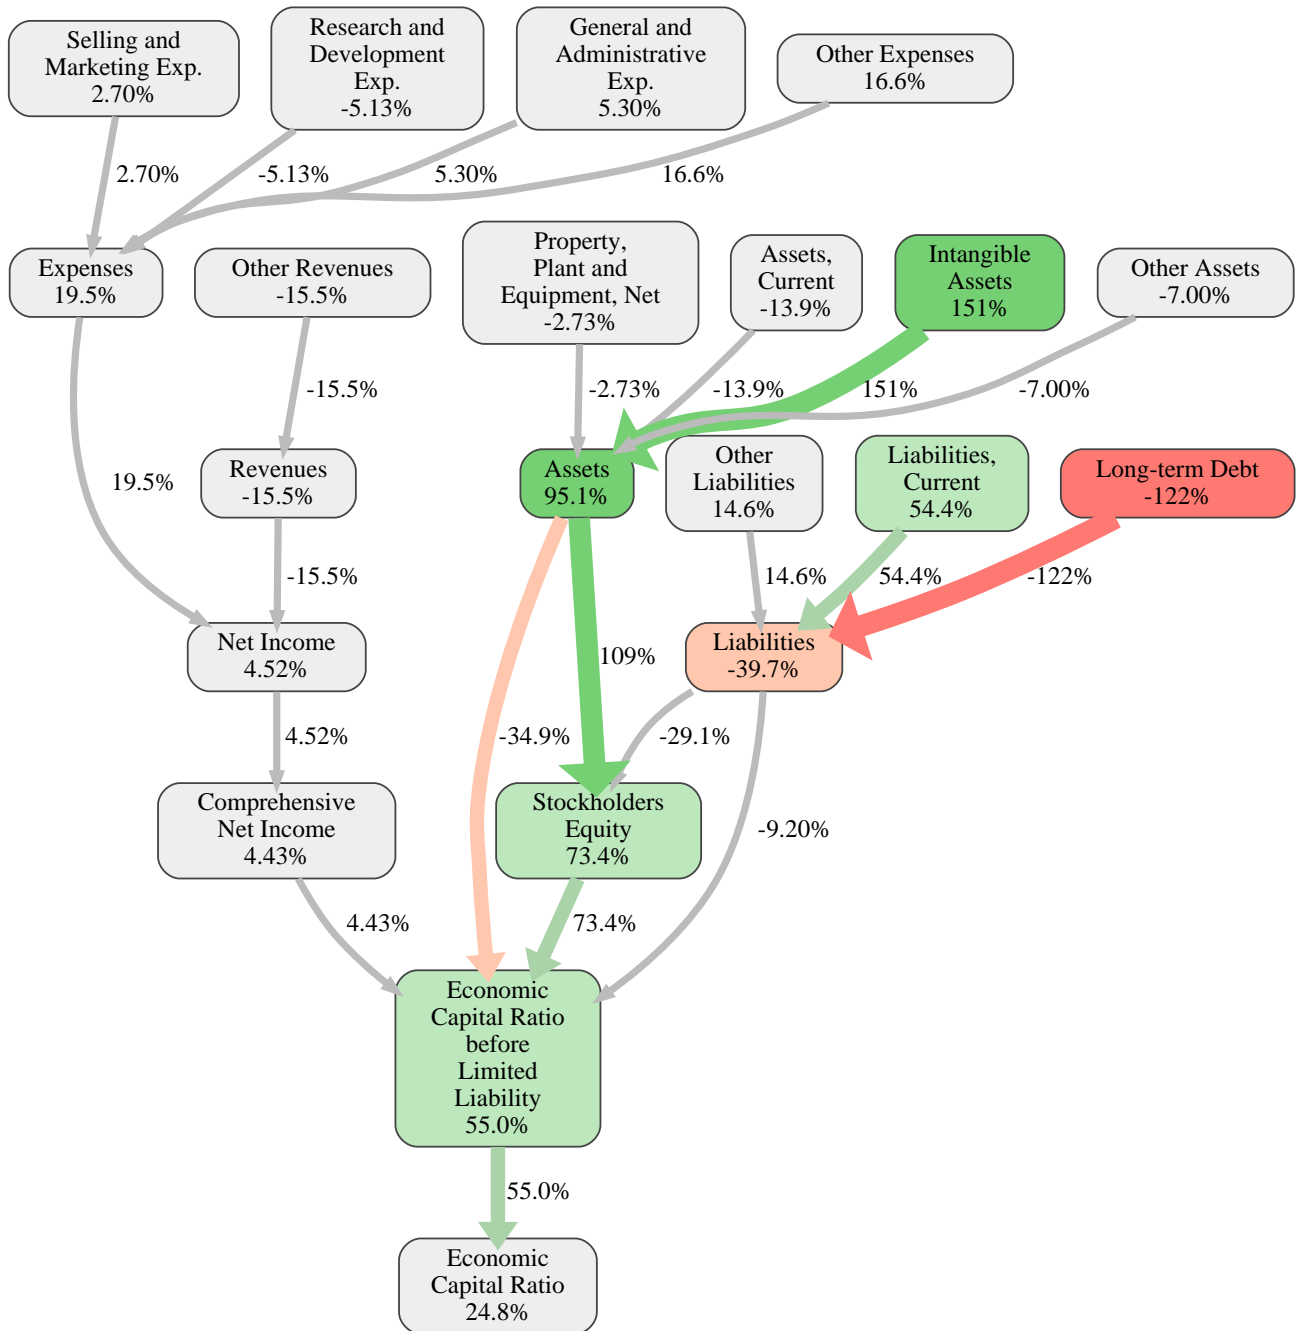 Selling and
Marketing Exp.
2.70%
Research and
Development
Exp.
-5.13%
General and
Administrative
Exp.
5.30%
Other Expenses
16.6%
2.70%
-5.13%
5.30%
16.6%
Expenses
19.5%
Other Revenues
-15.5%
Property,
Plant and
Equipment, Net
-2.73%
Assets,
Current
-13.9%
Intangible
Assets
151%
Other Assets
-7.00%
-15.5%
-2.73%
-13.9%
151%
-7.00%
19.5%
Revenues
-15.5%
Assets
95.1%
Other
Liabilities
14.6%
Liabilities,
Current
54.4%
Long-term Debt
-122%
-15.5%
14.6%
54.4%
-122%
Net Income
4.52%
109%
Liabilities
-39.7%
4.52%
-34.9%
-29.1%
Comprehensive
Net Income
4.43%
Stockholders
Equity
73.4%
-9.20%
4.43%
73.4%
Economic
Capital Ratio
before
Limited
Liability
55.0%
55.0%
Economic
Capital Ratio
24.8%